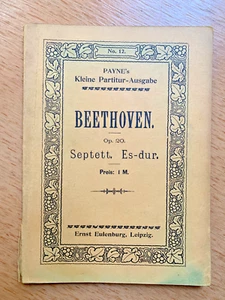 No. 12.
PAYNE's
Kleine Partitur-Ausgabe
BEETHOVEN.
Op. 20.
Septett, Es-dur.
Preis: 1 M.
Ernst Eulenburg, Leipzig.